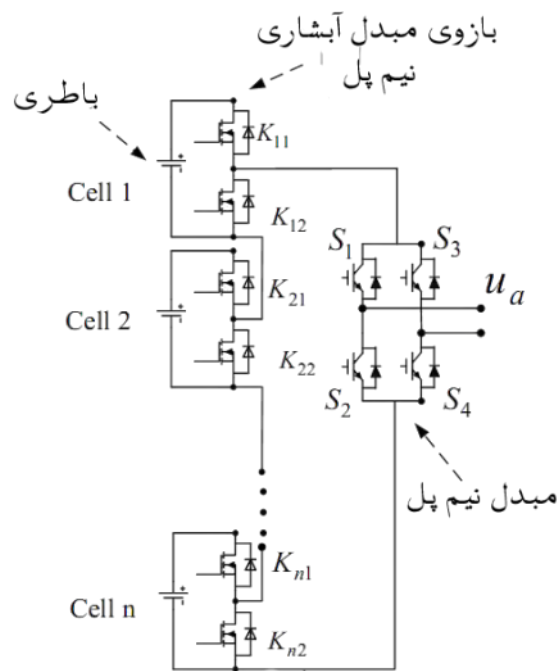 بازوی مبدل آبشاری
نیم پل
باطری
K11
Cell 1
K12
S1
S3
K21
ua
Cell 2
K22
S2
S4
مبدل نیم پل
Kn1
Cell n
Kn2